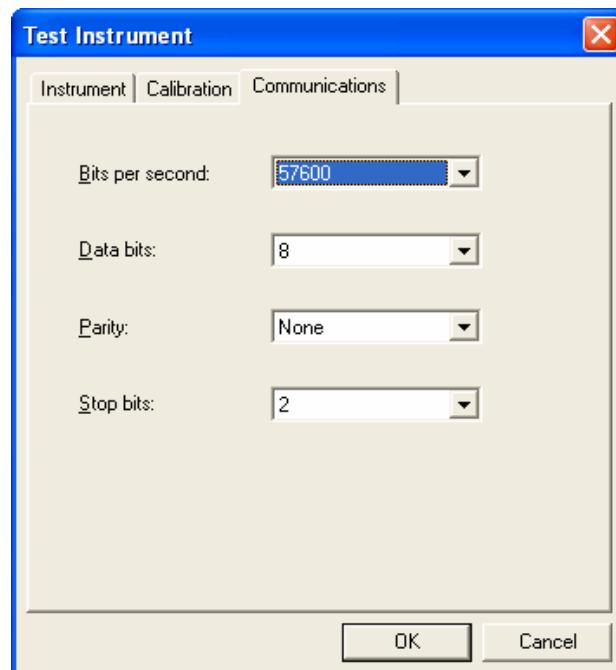 Test Instrument
Instrument Calibration Communications
Bits per second: 57600
Data bits: 8
Parity: None
Stop bits: 2
OK Cancel